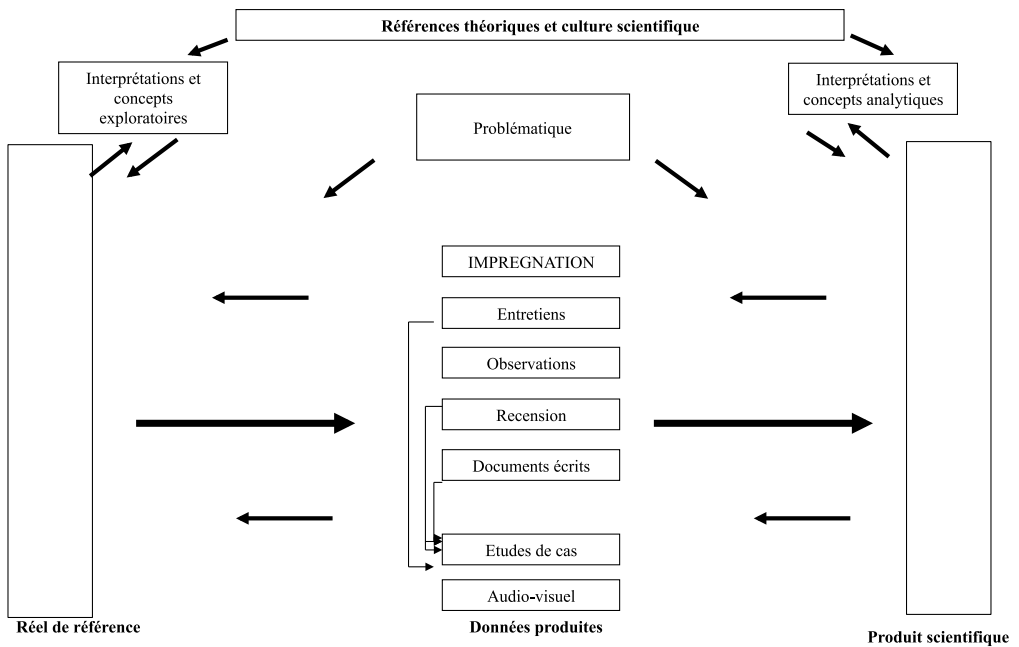 Références théoriques et culture scientifique
Interprétations et
concepts
exploratoires
Interprétations et
concepts analytiques
Problématique
IMPREGNATION
Entretiens
Observations
Recension
Documents écrits
Etudes de cas
Audio-visuel
Réel de référence
Données produites
Produit scientifique